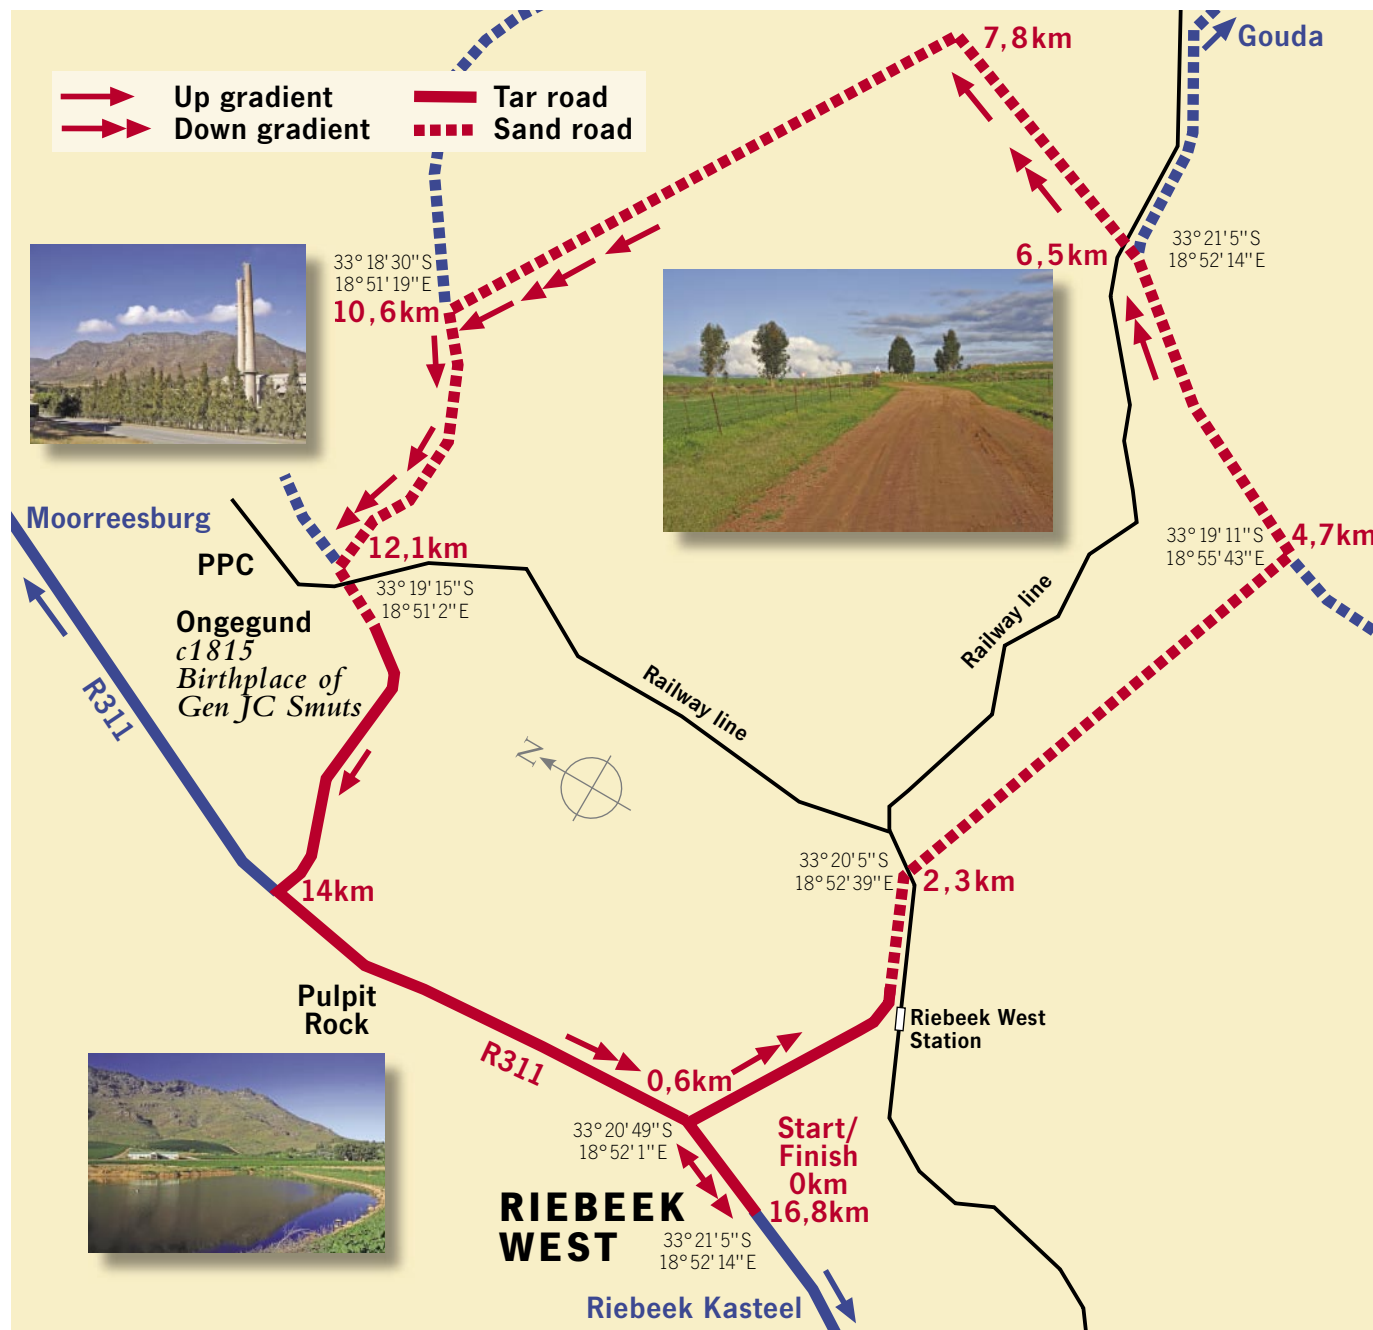 Gouda
7,8km
Up gradient
Down gradient
Tar road
Sand road
6,5km
33°21'5"S
18°52'14"E
33°18'30"S
18°51'19"E
10,6km
Moorreesburg
PPC
12,1km
33°19'15"S
18°51'2"E
33°19'11"S
18°55'43"E
4,7km
Ongegund
c1815
Birthplace of
Gen JC Smuts
R311
Railway line
Railway line
N
14km
33°20'5"S
18°52'39"E
2,3km
Pulpit
Rock
R311
Riebeek West
Station
0,6km
33°20'49"S
18°52'1"E
Start/
Finish
0km
16,8km
RIEBEEK
WEST
33°21'5"S
18°52'14"E
Riebeek Kasteel